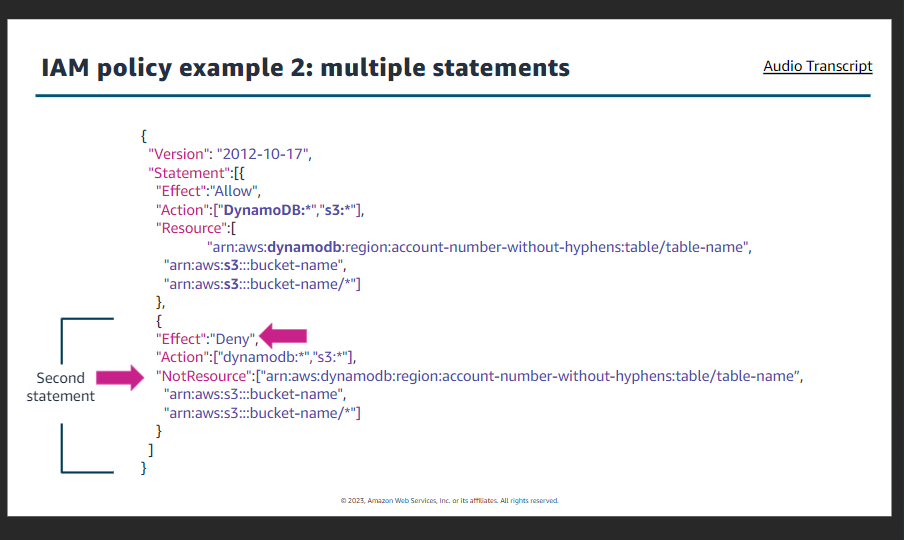 IAM policy example 2: multiple statements
Audio Transcript
{
"Version": "2012-10-17",
"Statement":[{
"Effect":"Allow",
"Action":["DynamoDB:*","s3:*"],
"Resource":[
"arn:aws:dynamodb:region:account-number-without-hyphens:table/table-name",
"arn:aws:s3:::bucket-name",
"arn:aws:s3:::bucket-name/*"]
},
{
"Effect":"Deny",
"Action":["dynamodb:*","s3:*"],
"NotResource":["arn:aws:dynamodb:region:account-number-without-hyphens:table/table-name”,
"arn:aws:s3:::bucket-name",
"arn:aws:s3:::bucket-name/*"]
}
]
}
Second
statement
© 2023, Amazon Web Services, Inc. or its affiliates. All rights reserved.